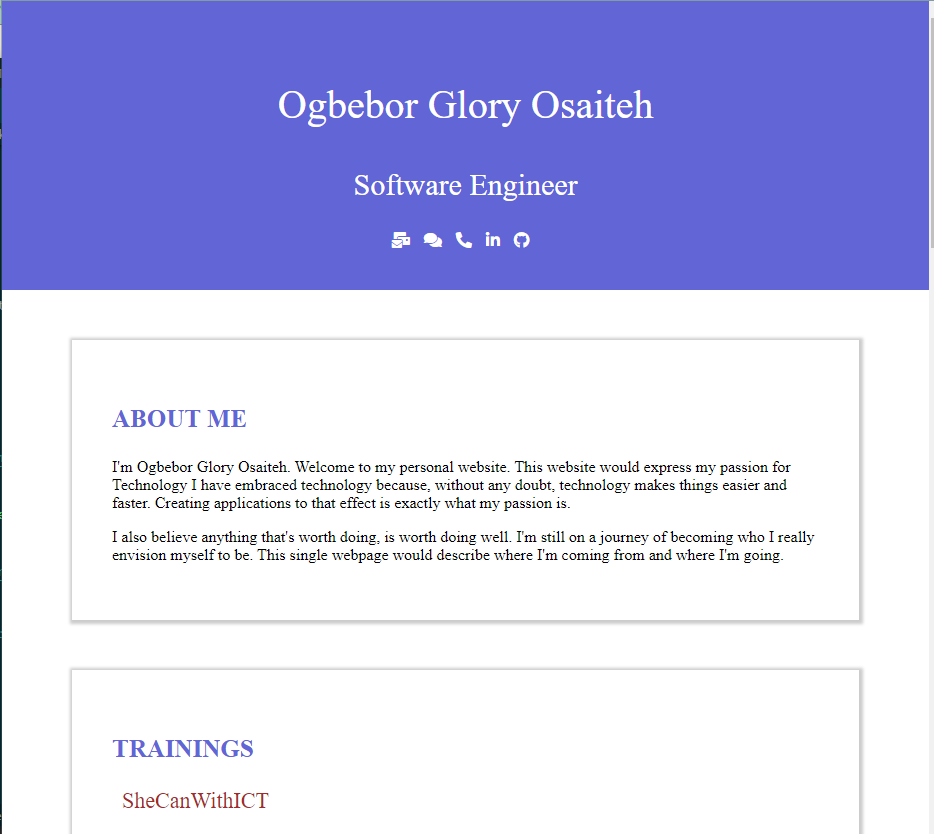 Ogbebor Glory Osaiteh
Software Engineer
ABOUT ME
I'm Ogbebor Glory Osaiteh. Welcome to my personal website. This website would express my passion for
Technology I have embraced technology because, without any doubt, technology makes things easier and
faster. Creating applications to that effect is exactly what my passion is.
I also believe anything that's worth doing, is worth doing well. I'm still on a journey of becoming who I really
envision myself to be. This single webpage would describe where I'm coming from and where I'm going.
TRAININGS
SheCanWithICT